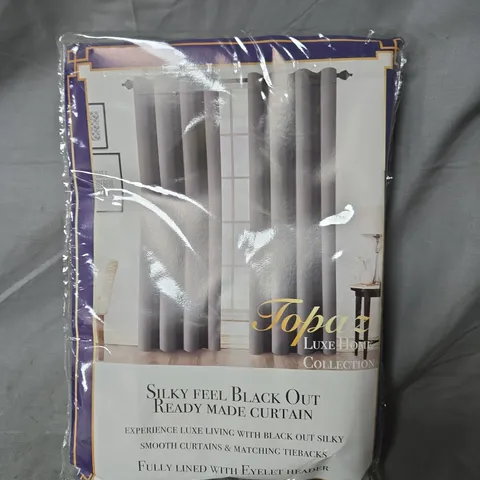 Topaz
Luxe Home
Collection
Silky feel Black Out
Ready made curtain
experience luxe living with black out silky
smooth curtains & matching tiebacks
Fully lined with Eyelet header